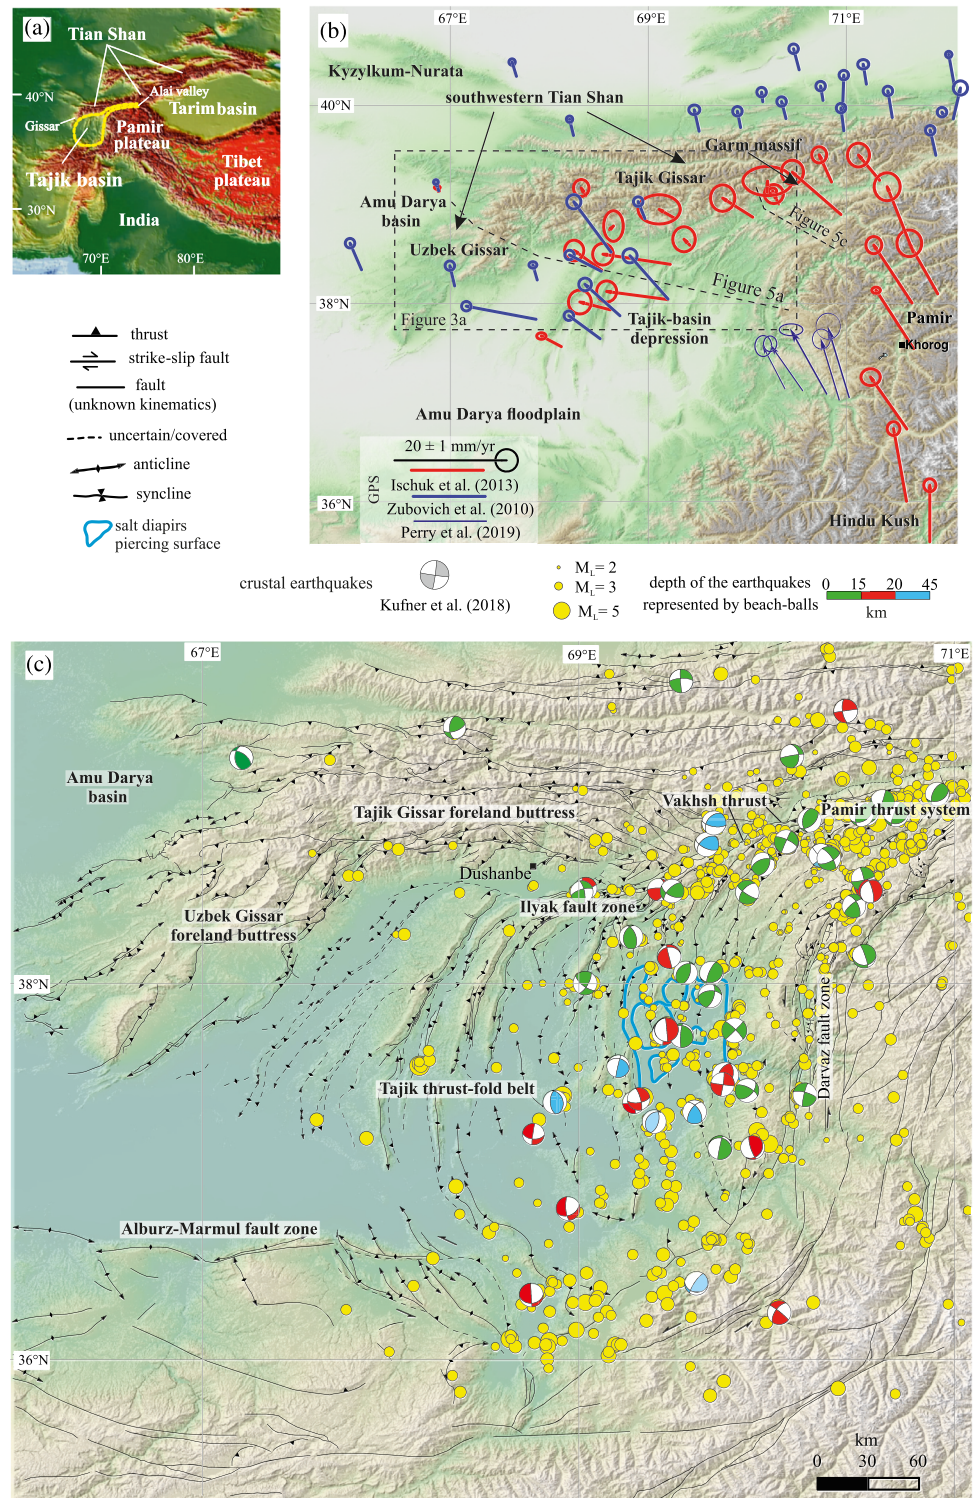 (a)
Tian Shan
40°N
Alai valley
Tarim basin
Gissar
Pamir
plateau
Tibet
plateau
Tajik basin
30°N
India
70°E
80°E
thrust
strike-slip fault
fault
(unknown kinematics)
uncertain/covered
anticline
syncline
salt diapirs
piercing surface
(b)
67°E
69°E
71°E
Kyzylkum-Nurata
40°N
southwestern Tian Shan
Garm massif
Tajik Gissar
Amu Darya
basin
Figure 5c
Uzbek Gissar
Figure 5a
38°N
Figure 3a
Tajik-basin
depression
Pamir
Khorog
Amu Darya floodplain
20 ± 1 mm/yr
GPS
Ischuk et al. (2013)
Zubovich et al. (2010)
Perry et al. (2019)
36°N
Hindu Kush
crustal earthquakes
Kufner et al. (2018)
ML= 2
ML= 3
ML= 5
depth of the earthquakes
represented by beach-balls
0 15 20 45
km
(c)
67°E
69°E
71°E
Amu Darya
basin
Vakhsh thrust
Tajik Gissar foreland buttress
Pamir thrust system
Dushanbe
Uzbek Gissar
foreland buttress
Ilyak fault zone
38°N
Darvaz fault zone
Tajik thrust-fold belt
Alburz-Marmul fault zone
36°N
km
0 30 60